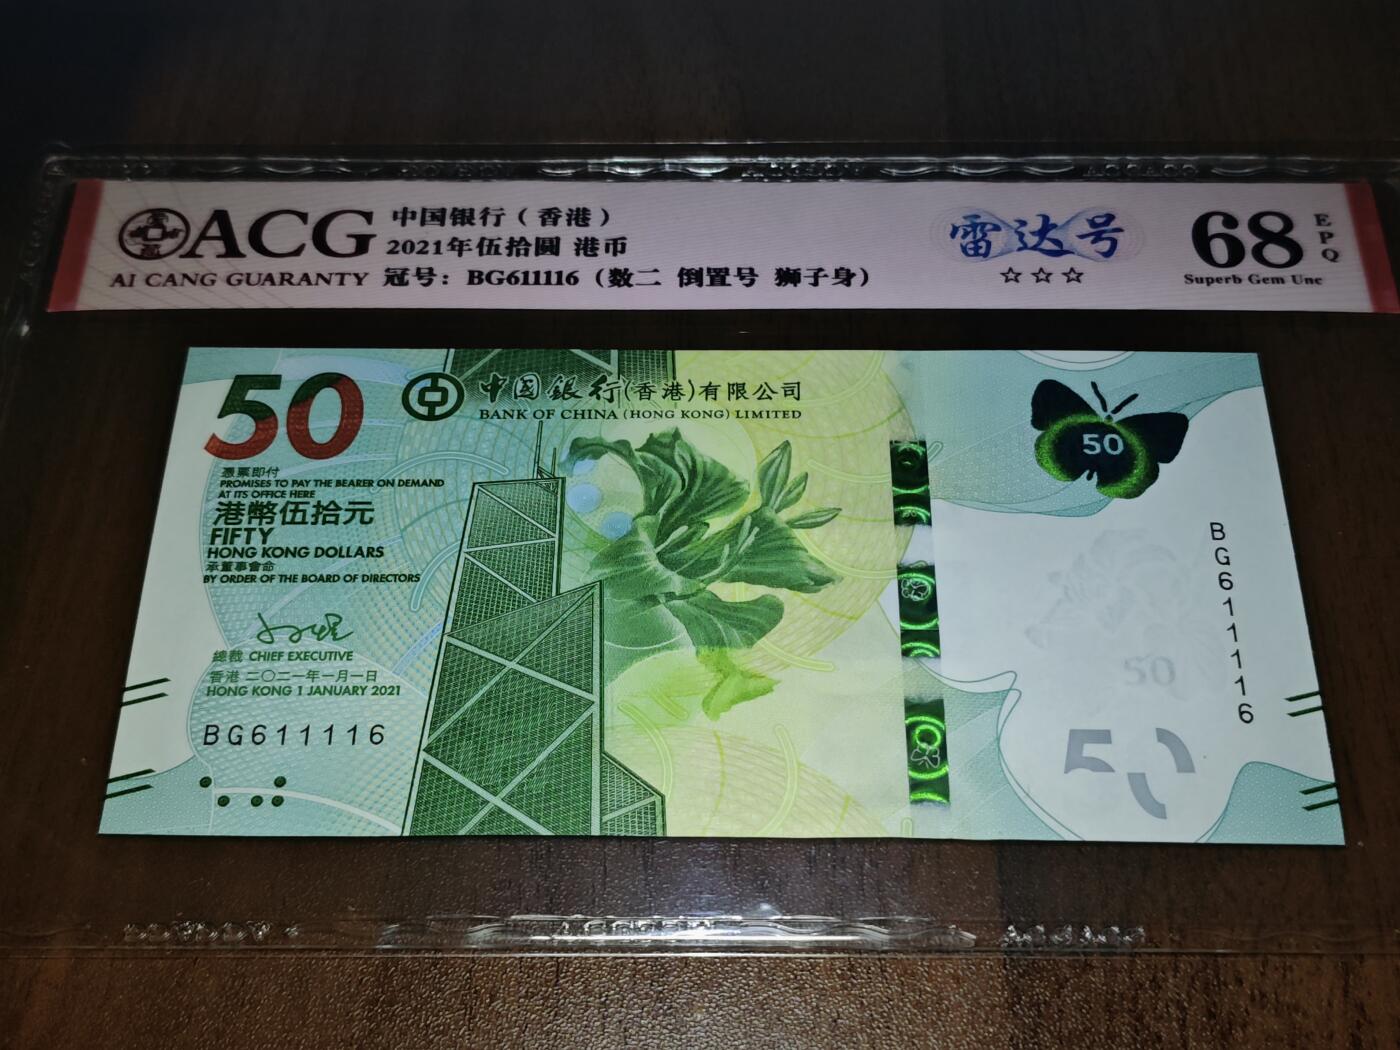 ACG
AI CANG GUARANTY
中国银行（香港）
2021年伍拾圓 港币
冠号：BG611116（数二 倒置号 狮子身）
雷达号
☆☆☆
68
EPQ
Superb Gem Unc
50
中国銀行(香港)有限公司
BANK OF CHINA (HONG KONG) LIMITED
憑票即付
PROMISES TO PAY THE BEARER ON DEMAND
AT ITS OFFICE HERE
港幣伍拾元
FIFTY
HONG KONG DOLLARS
承董事會命
BY ORDER OF THE BOARD OF DIRECTORS
總裁 CHIEF EXECUTIVE
香港 二〇二一年一月一日
HONG KONG 1 JANUARY 2021
BG611116
50
BG611116
50
50